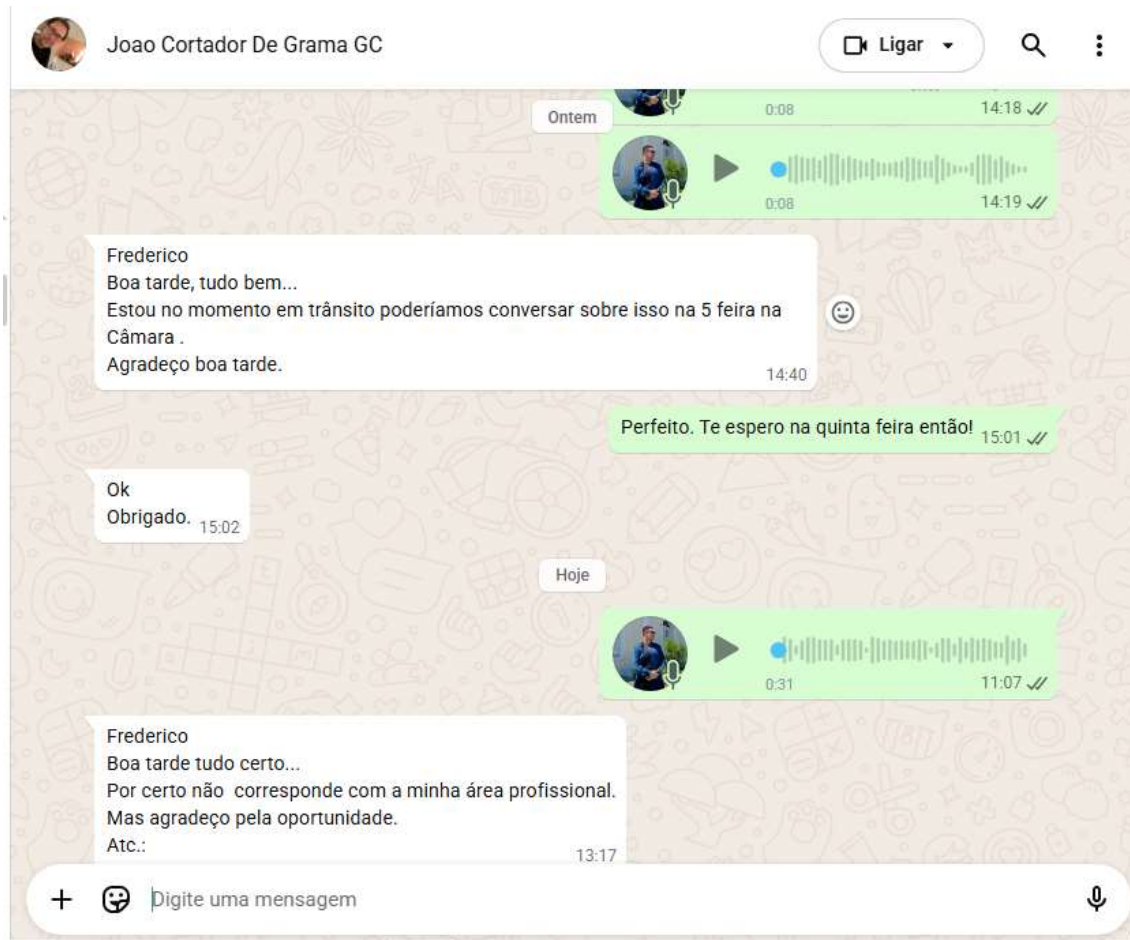 Joao Cortador De Grama GC
Ligar
0:08
14:18
Ontem
0:08
14:19
Frederico
Boa tarde, tudo bem...
Estou no momento em trânsito poderíamos conversar sobre isso na 5 feira na
Câmara .
Agradeço boa tarde.
14:40
Perfeito. Te espero na quinta feira então! 15:01
Ok
Obrigado. 15:02
Hoje
0:31
11:07
Frederico
Boa tarde tudo certo...
Por certo não  corresponde com a minha área profissional.
Mas agradeço pela oportunidade.
Atc.:
13:17
Digite uma mensagem